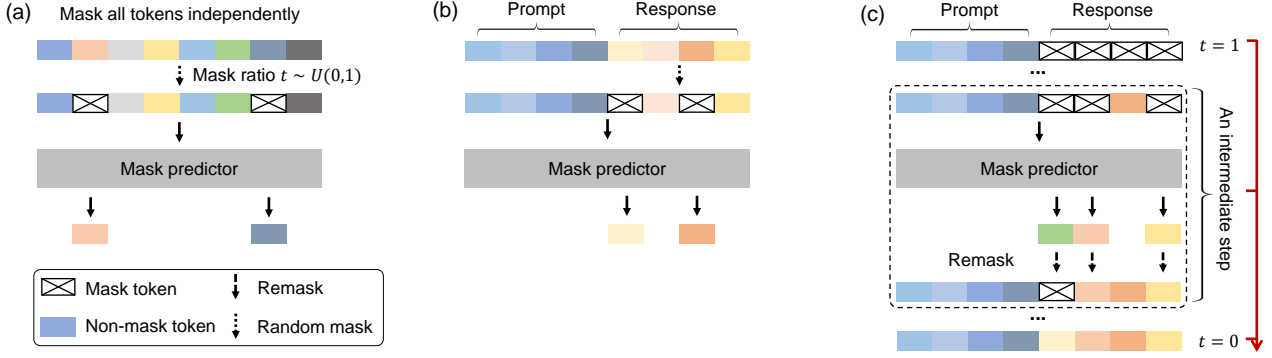 (a)
Mask all tokens independently
Mask ratio t ~ U(0,1)
Mask predictor
Mask token
Remask
Non-mask token
Random mask
(b)
Prompt
Response
Mask predictor
(c)
Prompt
Response
t = 1
...
Mask predictor
Remask
An intermediate step
...
t = 0